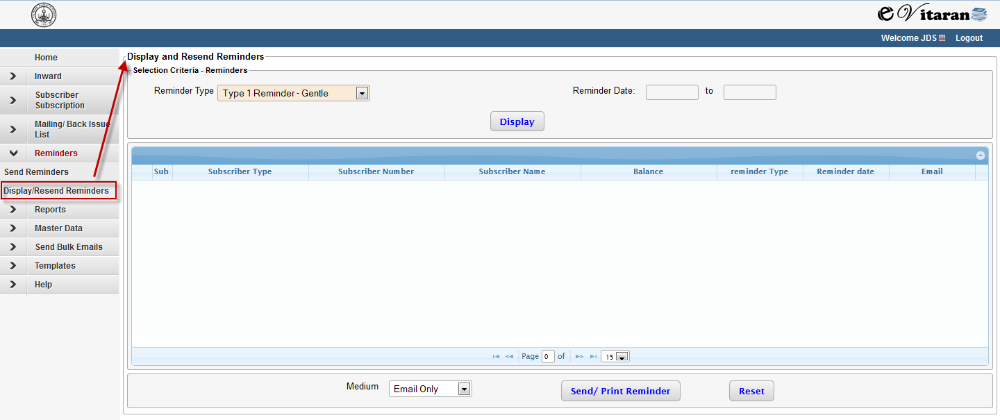 e Vitaran
Welcome JDS !!! Logout
Home
Inward
Subscriber
Subscription
Mailing/ Back Issue
List
Reminders
Send Reminders
Display/Resend Reminders
Reports
Master Data
Send Bulk Emails
Templates
Help
Display and Resend Reminders
Selection Criteria - Reminders
Reminder Type Type 1 Reminder - Gentle Reminder Date: to
Display
Sub: Subscriber Type Subscriber Number Subscriber Name Balance reminder Type Reminder date Email
Page 0 of 15
Medium Email Only Send/ Print Reminder Reset